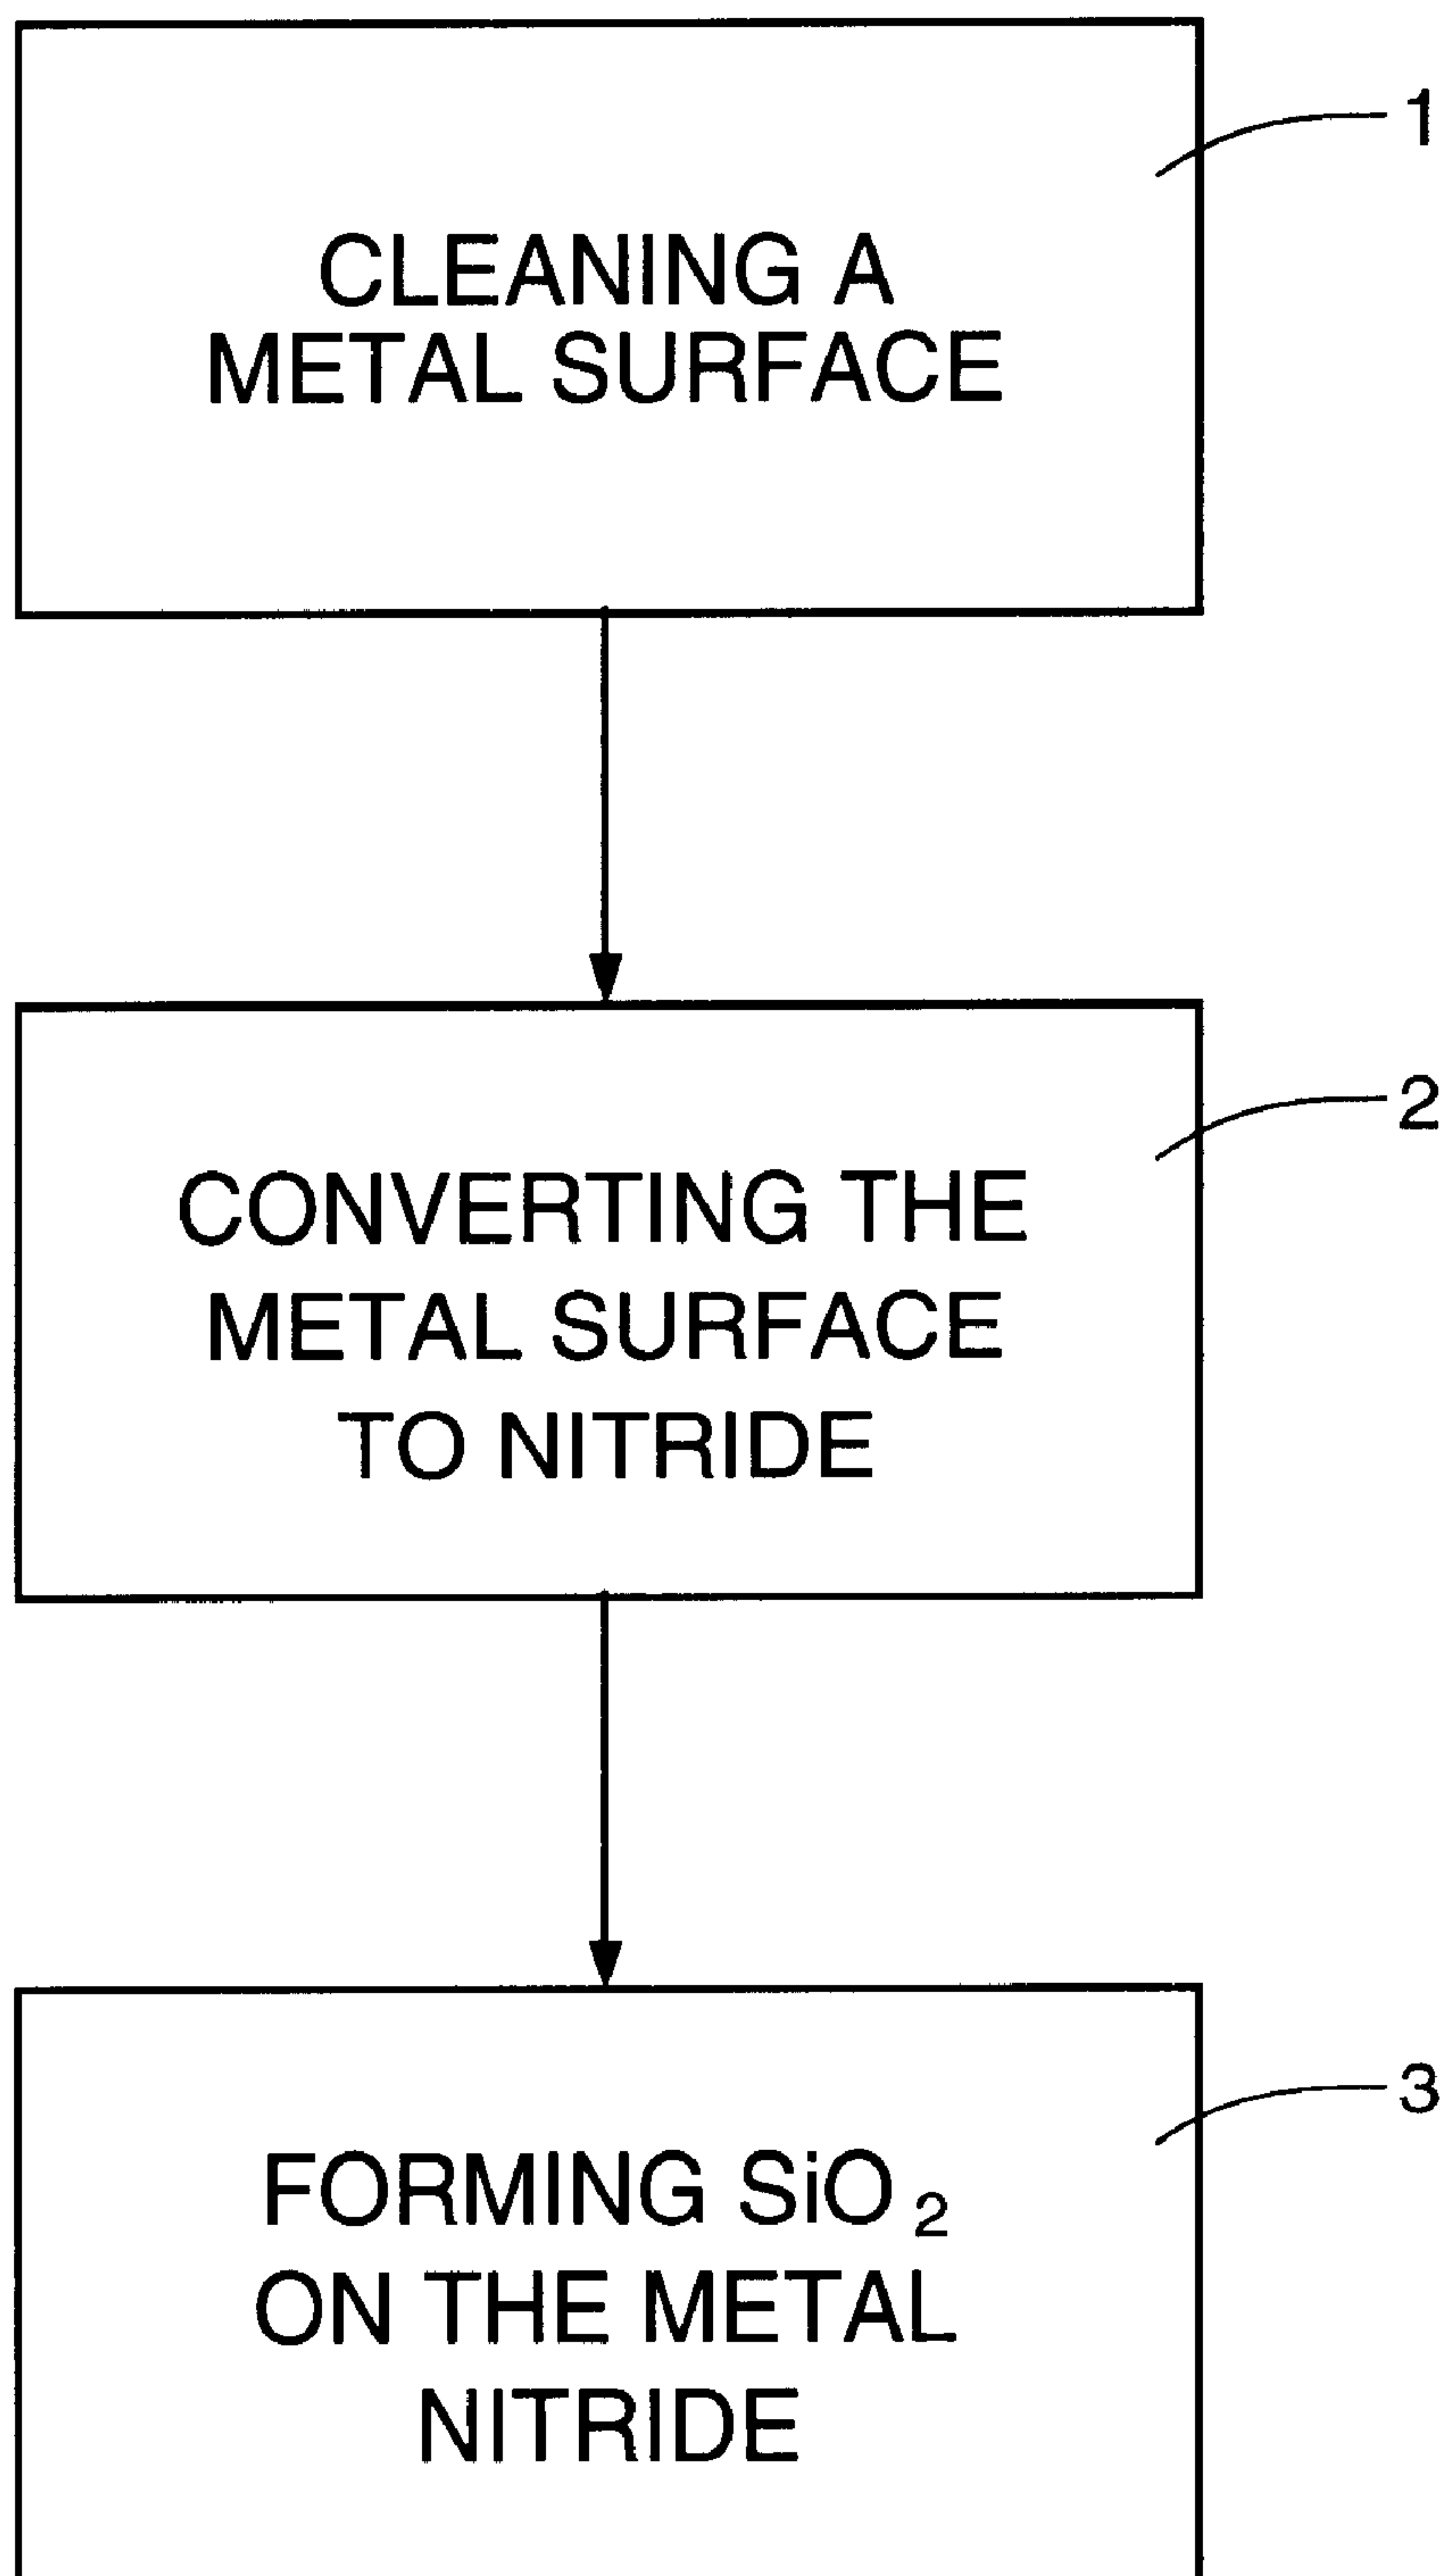 1
CLEANING A
METAL SURFACE
2
CONVERTING THE
METAL SURFACE
TO NITRIDE
3
FORMING SiO₂
ON THE METAL
NITRIDE